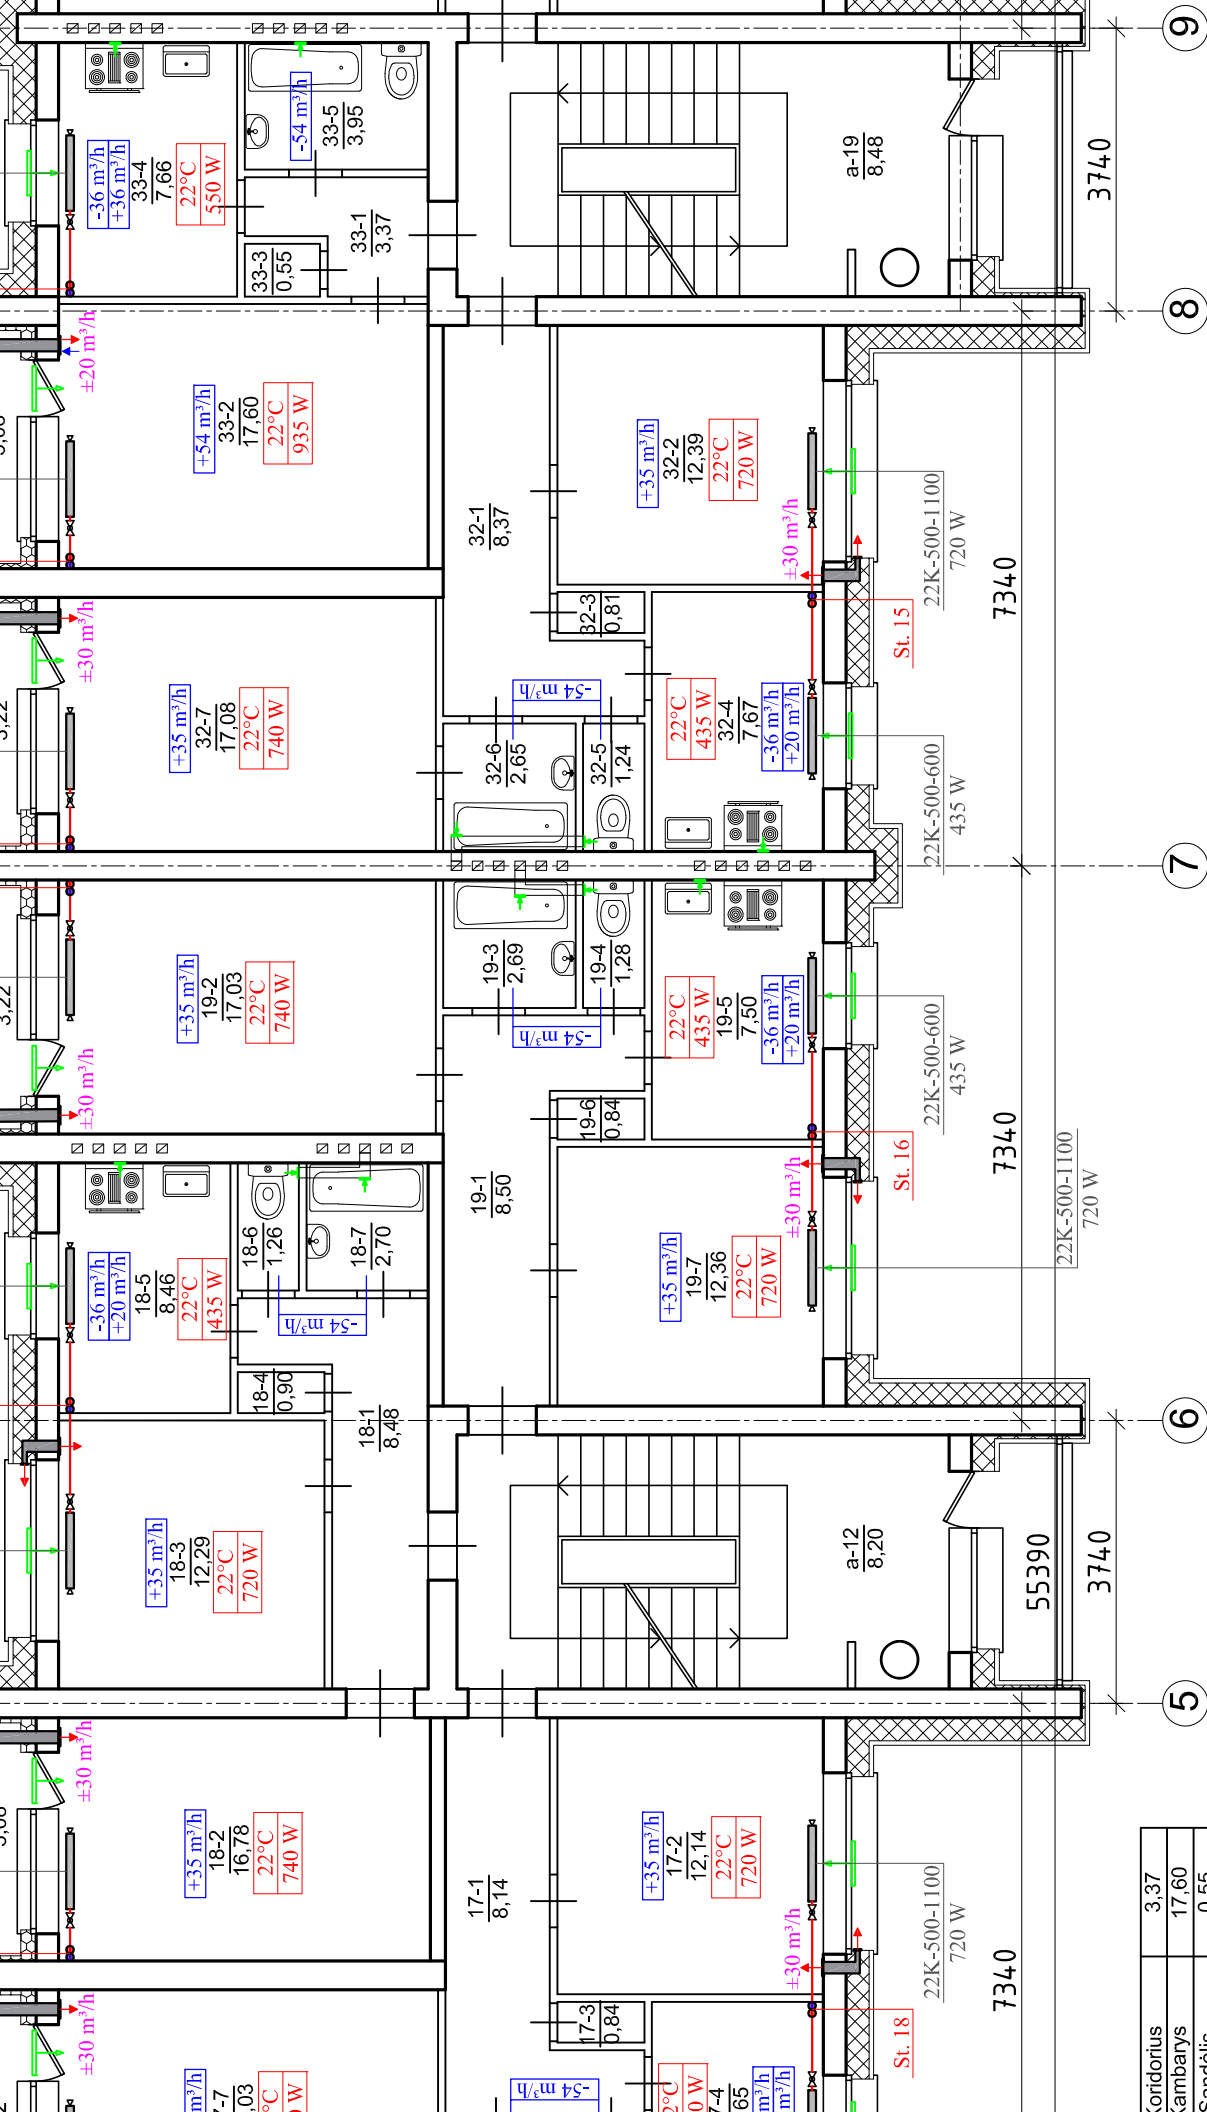 9
8
7
6
5
3740
7340
7340
3740
55390
7340
-36 m³/h
+36 m³/h
33-4
7,66
22°C
550 W
-54 m³/h
33-5
3,95
33-1
3,37
33-3
0,55
a-19
8,48
±20 m³/h
+54 m³/h
33-2
17,60
22°C
935 W
32-1
8,37
+35 m³/h
32-2
12,39
22°C
720 W
±30 m³/h
22K-500-1100
720 W
St. 15
32-3
0,81
±30 m³/h
3,22
+35 m³/h
32-7
17,08
22°C
740 W
-54 m³/h
32-6
2,65
32-5
1,24
22°C
435 W
32-4
7,67
-36 m³/h
+20 m³/h
22K-500-600
435 W
3,22
+35 m³/h
19-2
17,03
22°C
740 W
±30 m³/h
19-3
2,69
19-4
1,28
-54 m³/h
22°C
435 W
19-5
7,50
-36 m³/h
+20 m³/h
22K-500-600
435 W
19-6
0,84
St. 16
±30 m³/h
19-1
8,50
+35 m³/h
19-7
12,36
22°C
720 W
22K-500-1100
720 W
-36 m³/h
+20 m³/h
18-5
8,46
22°C
435 W
18-6
1,26
18-7
2,70
-54 m³/h
18-4
0,90
18-1
8,48
+35 m³/h
18-3
12,29
22°C
720 W
a-12
8,20
±30 m³/h
+35 m³/h
18-2
16,78
22°C
740 W
17-1
8,14
+35 m³/h
17-2
12,14
22°C
720 W
±30 m³/h
22K-500-1100
720 W
17-3
0,84
St. 18
±30 m³/h
-54 m³/h
Koridorius
3,37
Kambarys
17,60